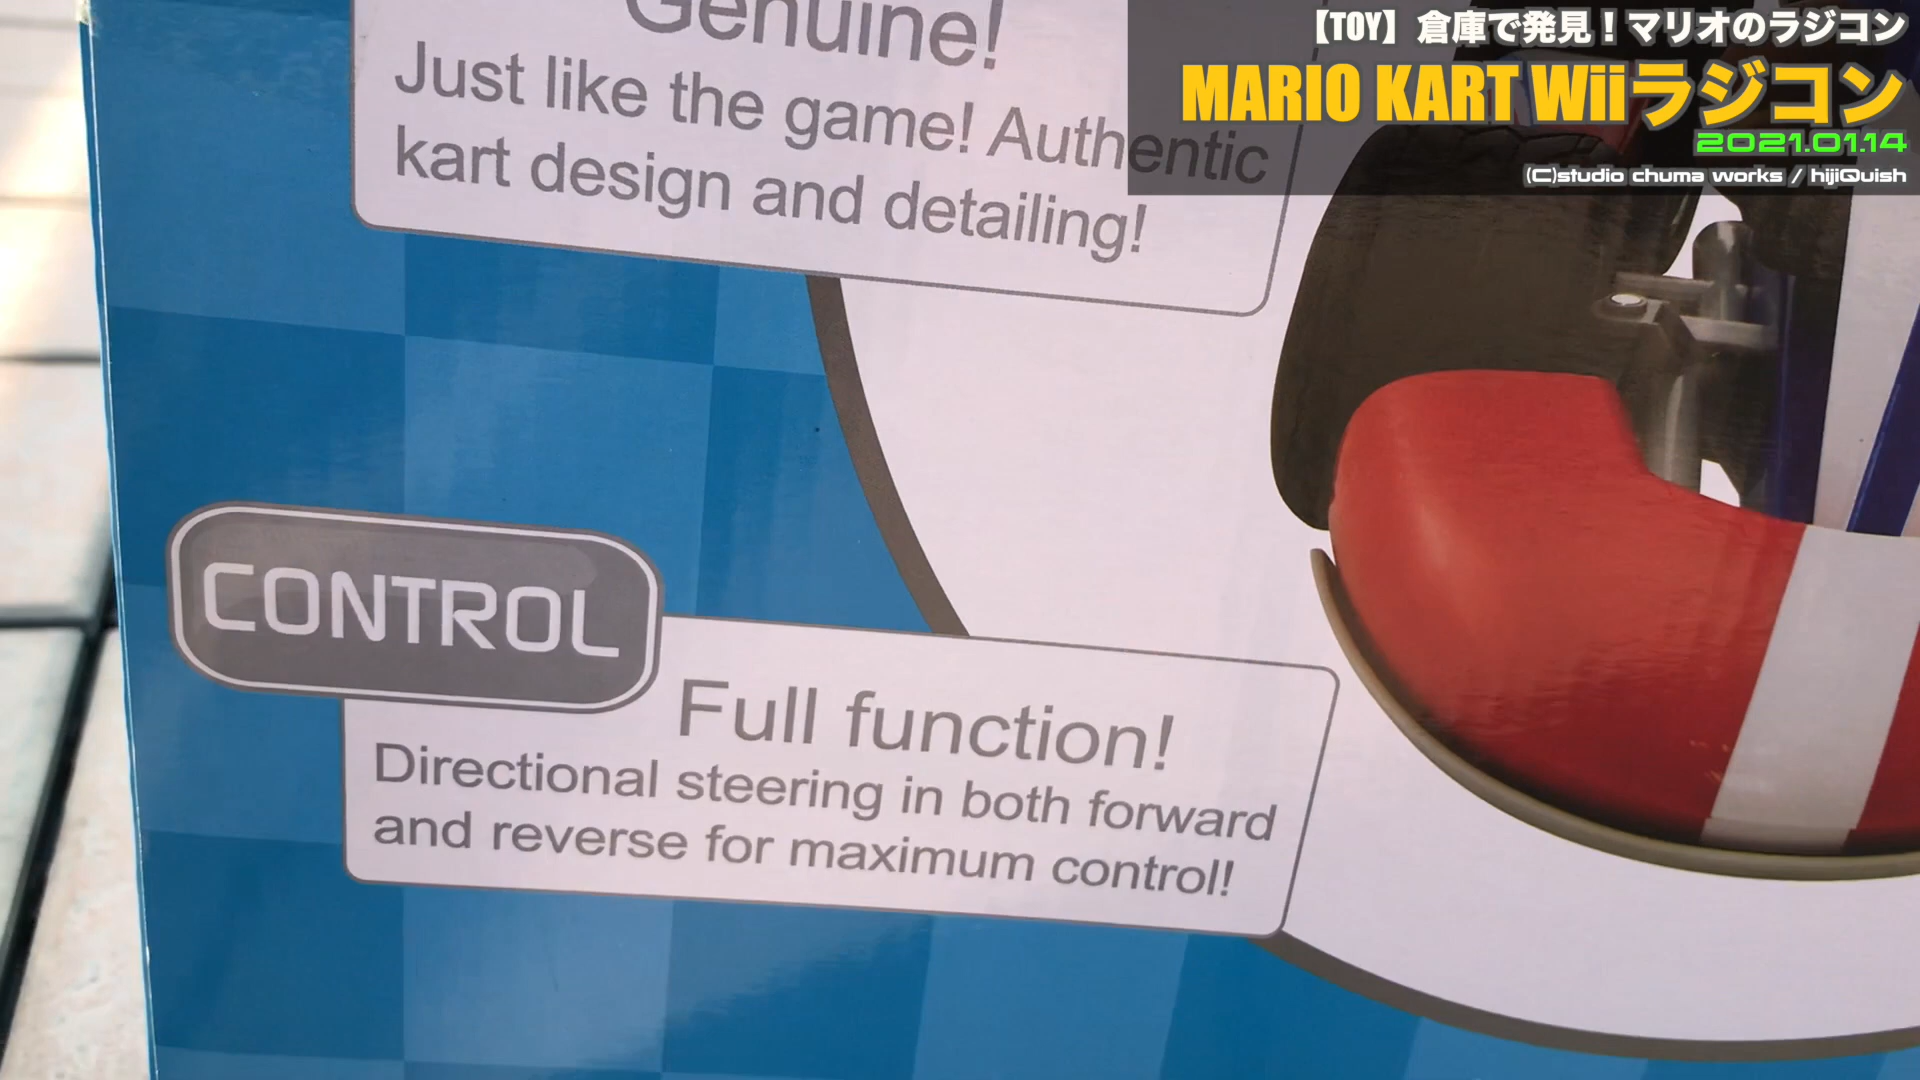 Genuine!
Just like the game! Authentic
kart design and detailing!
CONTROL
Full function!
Directional steering in both forward
and reverse for maximum control!
【TOY】倉庫で発見！マリオのラジコン
MARIO KART Wiiラジコン
2021.01.14
(C)studio chuma works / hijiQuish